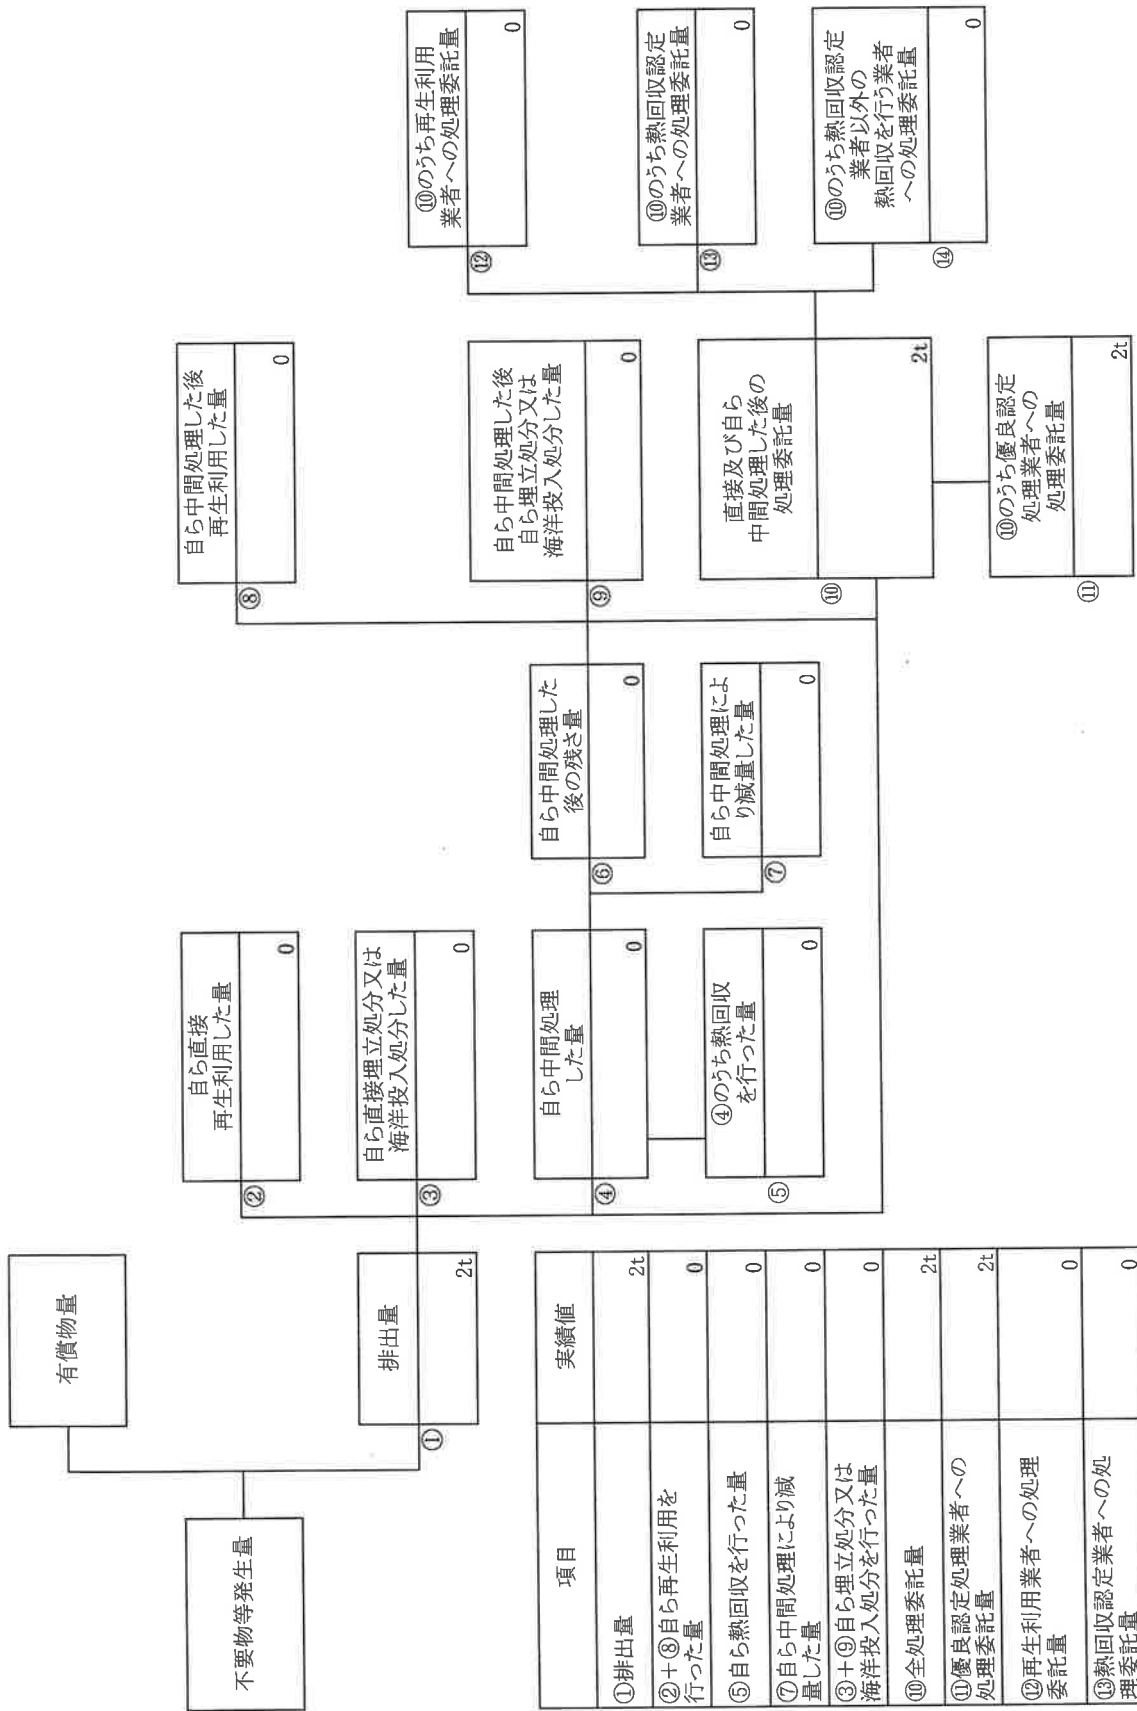 不要物等発生量
有償物量
①
排出量
2t
②
自ら直接
再生利用した量
0
③
自ら直接埋立処分又は
海洋投入処分した量
0
④
自ら中間処理
した量
0
⑤
④のうち熱回収
を行った量
0
⑥
自ら中間処理した
後の残さ量
0
⑦
自ら中間処理によ
り減量した量
0
⑧
自ら中間処理した後
再生利用した量
0
⑨
自ら中間処理した後
自ら埋立処分又は
海洋投入処分した量
0
⑩
直接及び自ら
中間処理した後の
処理委託量
2t
⑪
⑩のうち優良認定
処理業者への
処理委託量
2t
⑫
⑩のうち再生利用
業者への処理委託量
0
⑬
⑩のうち熱回収認定
業者への処理委託量
0
⑭
⑩のうち熱回収認定
業者以外の
熱回収を行う業者
への処理委託量
0
項目
実績値
①排出量
2t
②+⑧自ら再生利用を
行った量
0
⑤自ら熱回収を行った量
0
⑦自ら中間処理により減
量した量
0
③+⑨自ら埋立処分又は
海洋投入処分を行った量
0
⑩全処理委託量
2t
⑪優良認定処理業者への
処理委託量
2t
⑫再生利用業者への処理
委託量
0
⑬熱回収認定業者への処
理委託量
0